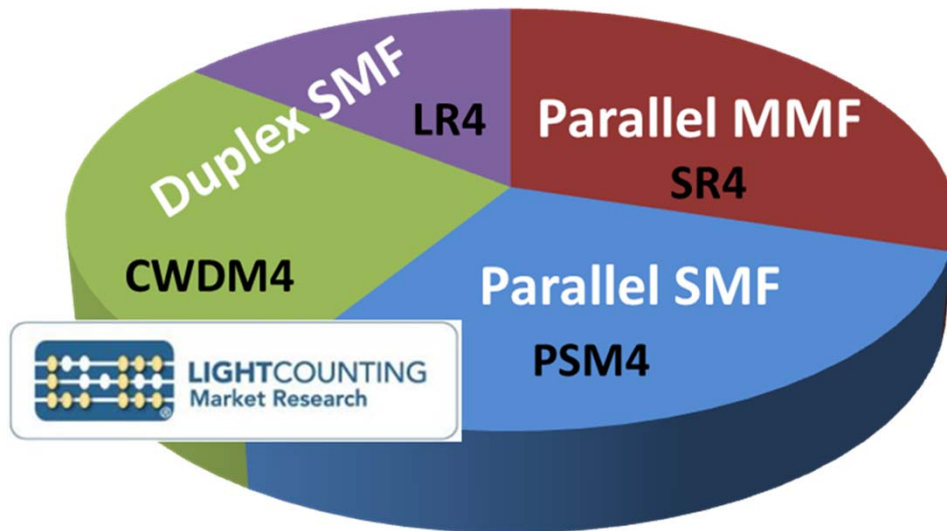 Duplex SMF
LR4
Parallel MMF
SR4
CWDM4
Parallel SMF
PSM4
LIGHTCOUNTING
Market Research
®